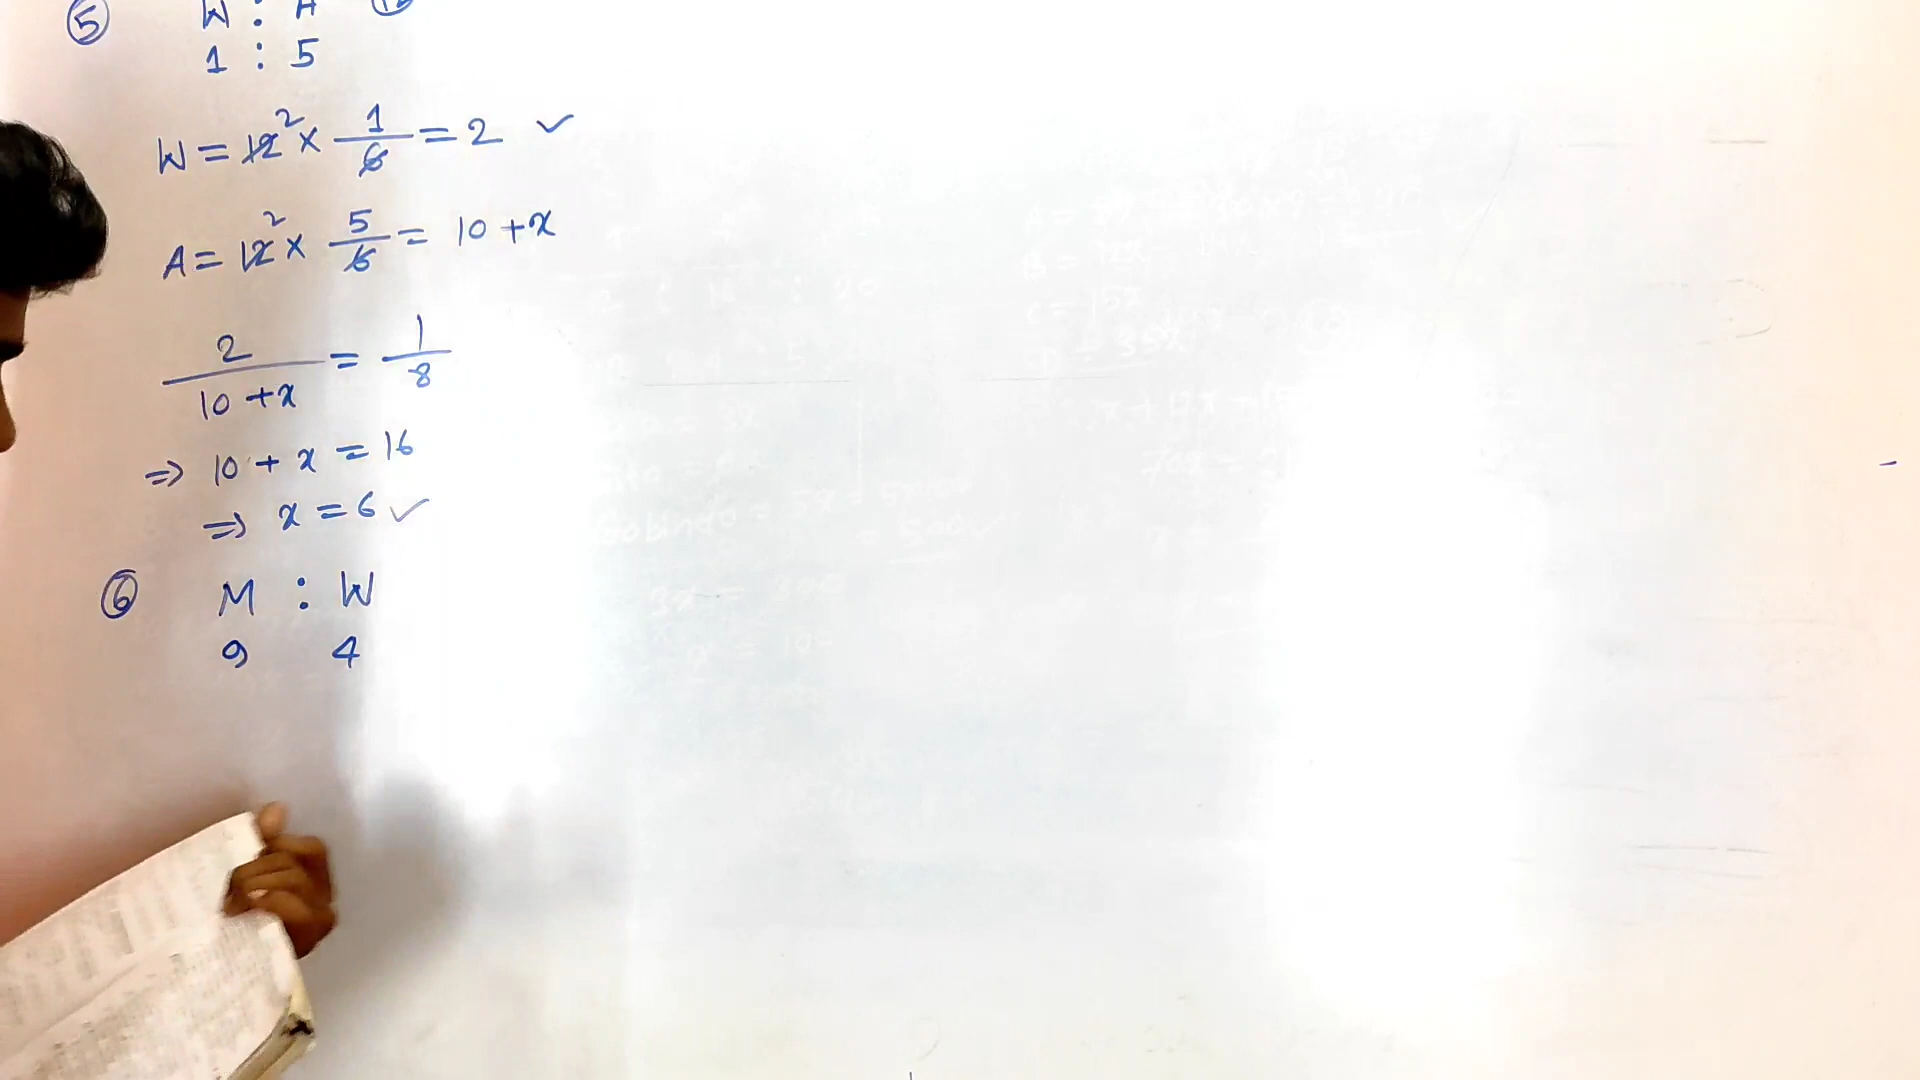 ⑤ W : A ⑫
1 : 5
W = 12² × 1/6 = 2 ✓
A = 12² × 5/6 = 10 + x
2/(10 + x) = 1/8
⇒ 10 + x = 16
⇒ x = 6 ✓
⑥ M : W
9 4